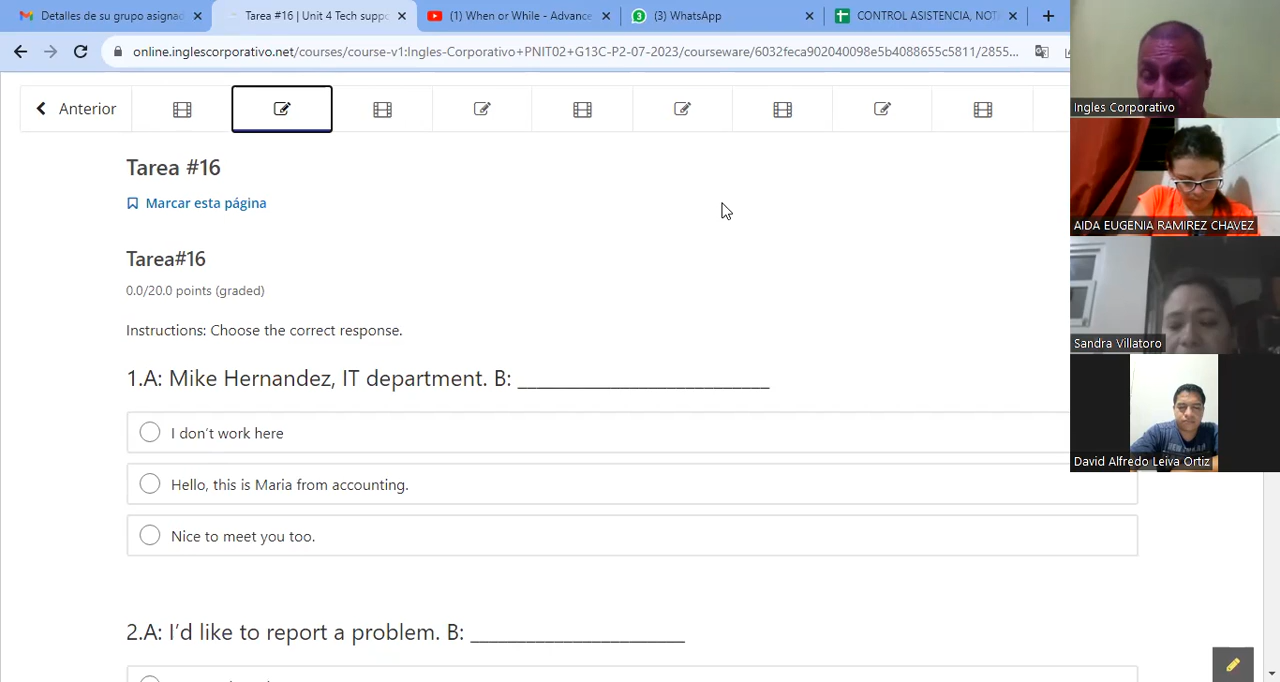 Detalles de su grupo asignad
Tarea #16 | Unit 4 Tech suppo
(1) When or While - Advance
(3) WhatsApp
CONTROL ASISTENCIA, NOTA
online.inglescorporativo.net/courses/course-v1:Ingles-Corporativo+PNIT02+G13C-P2-07-2023/courseware/6032feca902040098e5b4088655c5811/2855...
Anterior
Tarea #16
Marcar esta página
Tarea#16
0.0/20.0 points (graded)
Instructions: Choose the correct response.
1.A: Mike Hernandez, IT department. B: ________________________
I don't work here
Hello, this is Maria from accounting.
Nice to meet you too.
2.A: I'd like to report a problem. B: ____________________
Ingles Corporativo
AIDA EUGENIA RAMIREZ CHAVEZ
Sandra Villatoro
David Alfredo Leiva Ortiz